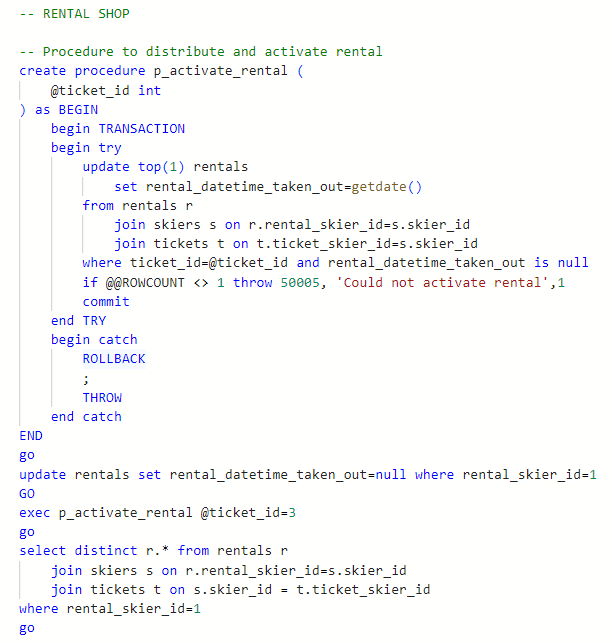 -- RENTAL SHOP
-- Procedure to distribute and activate rental
create procedure p_activate_rental (
@ticket_id int
) as BEGIN
begin TRANSACTION
begin try
update top(1) rentals
set rental_datetime_taken_out=getdate()
from rentals r
join skiers s on r.rental_skier_id=s.skier_id
join tickets t on t.ticket_skier_id=s.skier_id
where ticket_id=@ticket_id and rental_datetime_taken_out is null
if @@ROWCOUNT <> 1 throw 50005, 'Could not activate rental',1
commit
end TRY
begin catch
ROLLBACK
;
THROW
end catch
END
go
update rentals set rental_datetime_taken_out=null where rental_skier_id=1
GO
exec p_activate_rental @ticket_id=3
go
select distinct r.* from rentals r
join skiers s on r.rental_skier_id=s.skier_id
join tickets t on s.skier_id = t.ticket_skier_id
where rental_skier_id=1
go